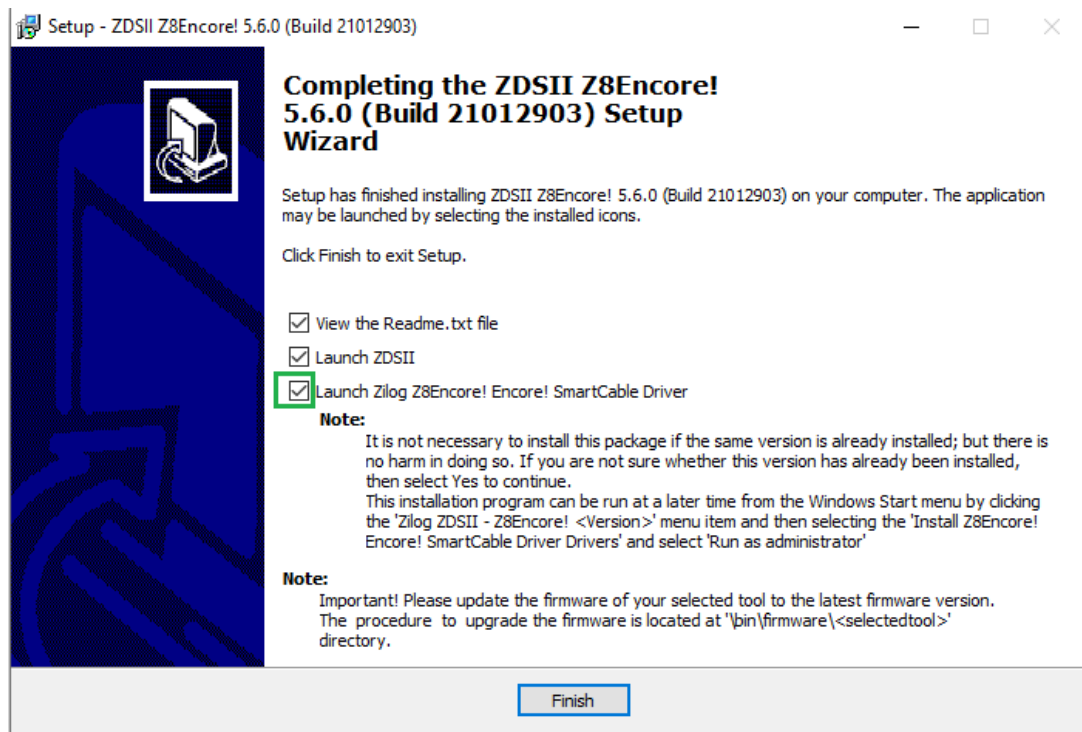 Setup - ZDSII Z8Encore! 5.6.0 (Build 21012903)
Completing the ZDSII Z8Encore!
5.6.0 (Build 21012903) Setup
Wizard
Setup has finished installing ZDSII Z8Encore! 5.6.0 (Build 21012903) on your computer. The application
may be launched by selecting the installed icons.
Click Finish to exit Setup.
View the Readme.txt file
Launch ZDSII
Launch Zilog Z8Encore! Encore! SmartCable Driver
Note:
It is not necessary to install this package if the same version is already installed; but there is
no harm in doing so. If you are not sure whether this version has already been installed,
then select Yes to continue.
This installation program can be run at a later time from the Windows Start menu by clicking
the 'Zilog ZDSII - Z8Encore! <Version>' menu item and then selecting the 'Install Z8Encore!
Encore! SmartCable Driver Drivers' and select 'Run as administrator'
Note:
Important! Please update the firmware of your selected tool to the latest firmware version.
The procedure to upgrade the firmware is located at '\bin\firmware\<selectedtool>'
directory.
Finish